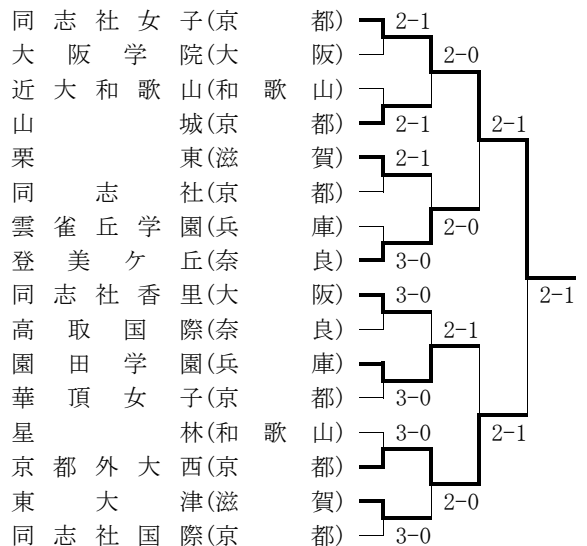 同志社女子(京都) 2-1
大阪学院(大阪) 2-0
近大和歌山(和歌山)
山城(京都) 2-1 2-1
栗東(滋賀) 2-1
同志社(京都)
雲雀丘学園(兵庫) 2-0
登美ケ丘(奈良) 3-0
同志社香里(大阪) 3-0 2-1
高取国際(奈良) 2-1
園田学園(兵庫)
華頂女子(京都) 3-0
星林(和歌山) 3-0 2-1
京都外大西(京都)
東大津(滋賀) 2-0
同志社国際(京都) 3-0